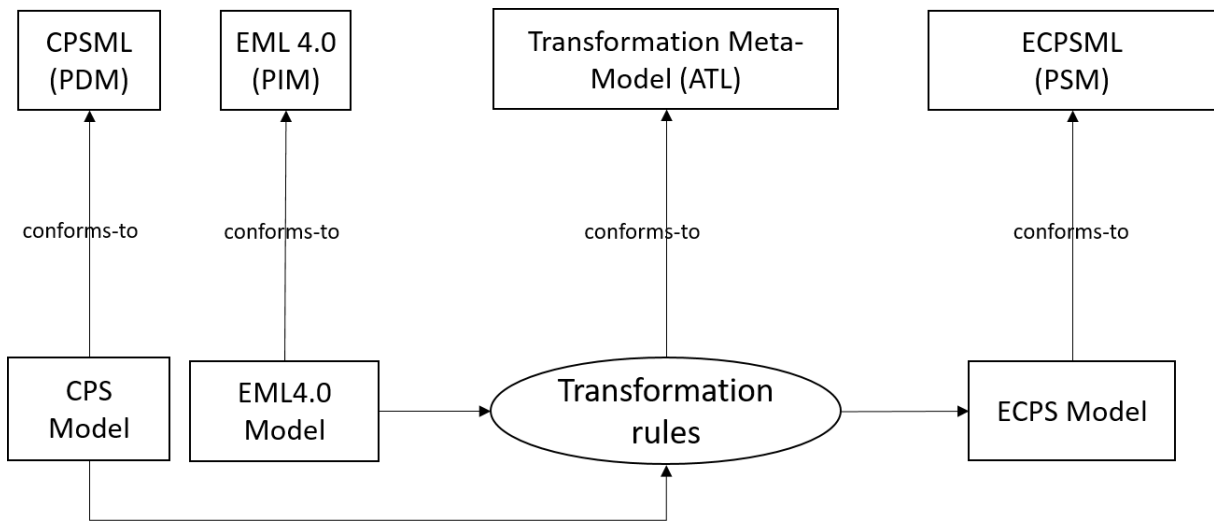 CPSML
(PDM)
EML 4.0
(PIM)
Transformation Meta-
Model (ATL)
ECPSML
(PSM)
conforms-to
conforms-to
conforms-to
conforms-to
CPS
Model
EML4.0
Model
Transformation
rules
ECPS Model